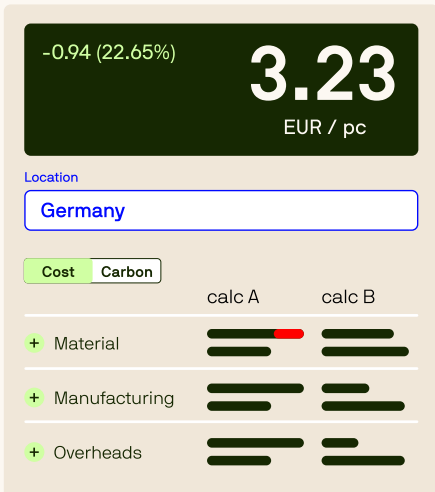 -0.94 (22.65%)
3.23
EUR / pc
Location
Germany
Cost Carbon
calc A calc B
+ Material
+ Manufacturing
+ Overheads